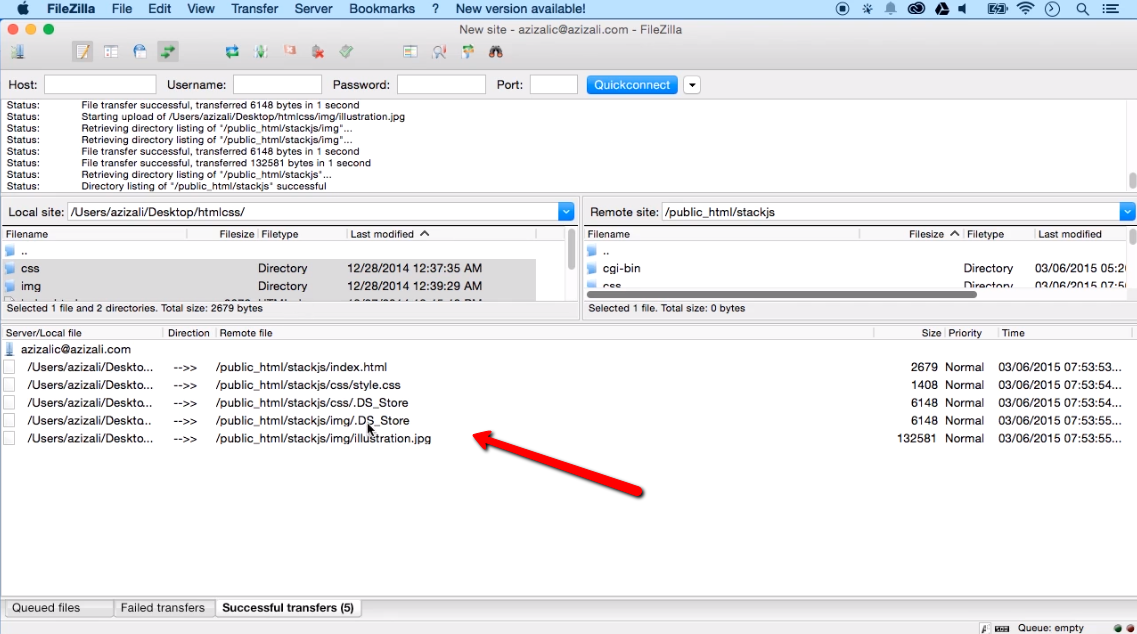 FileZilla File Edit View Transfer Server Bookmarks ? New version available!
New site - azizalic@azizali.com - FileZilla
Host: Username: Password: Port: Quickconnect
Status: File transfer successful, transferred 6148 bytes in 1 second
Status: Starting upload of /Users/azizali/Desktop/htmlcss/img/illustration.jpg
Status: Retrieving directory listing of "/public_html/stackjs/img"...
Status: Retrieving directory listing of "/public_html/stackjs/img"...
Status: File transfer successful, transferred 6148 bytes in 1 second
Status: File transfer successful, transferred 132581 bytes in 1 second
Status: Retrieving directory listing of "/public_html/stackjs"...
Status: Directory listing of "/public_html/stackjs" successful
Local site: /Users/azizali/Desktop/htmlcss/
Filename Filesize Filetype Last modified
..
css Directory 12/28/2014 12:37:35 AM
img Directory 12/28/2014 12:39:29 AM
Selected 1 file and 2 directories. Total size: 2679 bytes
Remote site: /public_html/stackjs
Filename Filesize Filetype Last modified
..
cgi-bin Directory 03/06/2015 05:2
css Directory 03/06/2015 07:5
Selected 1 file. Total size: 0 bytes
Server/Local file Direction Remote file Size Priority Time
azizalic@azizali.com
/Users/azizali/Deskto... -->> /public_html/stackjs/index.html 2679 Normal 03/06/2015 07:53:53...
/Users/azizali/Deskto... -->> /public_html/stackjs/css/style.css 1408 Normal 03/06/2015 07:53:54...
/Users/azizali/Deskto... -->> /public_html/stackjs/css/.DS_Store 6148 Normal 03/06/2015 07:53:54...
/Users/azizali/Deskto... -->> /public_html/stackjs/img/.DS_Store 6148 Normal 03/06/2015 07:53:55...
/Users/azizali/Deskto... -->> /public_html/stackjs/img/illustration.jpg 132581 Normal 03/06/2015 07:53:55...
Queued files Failed transfers Successful transfers (5)
Queue: empty